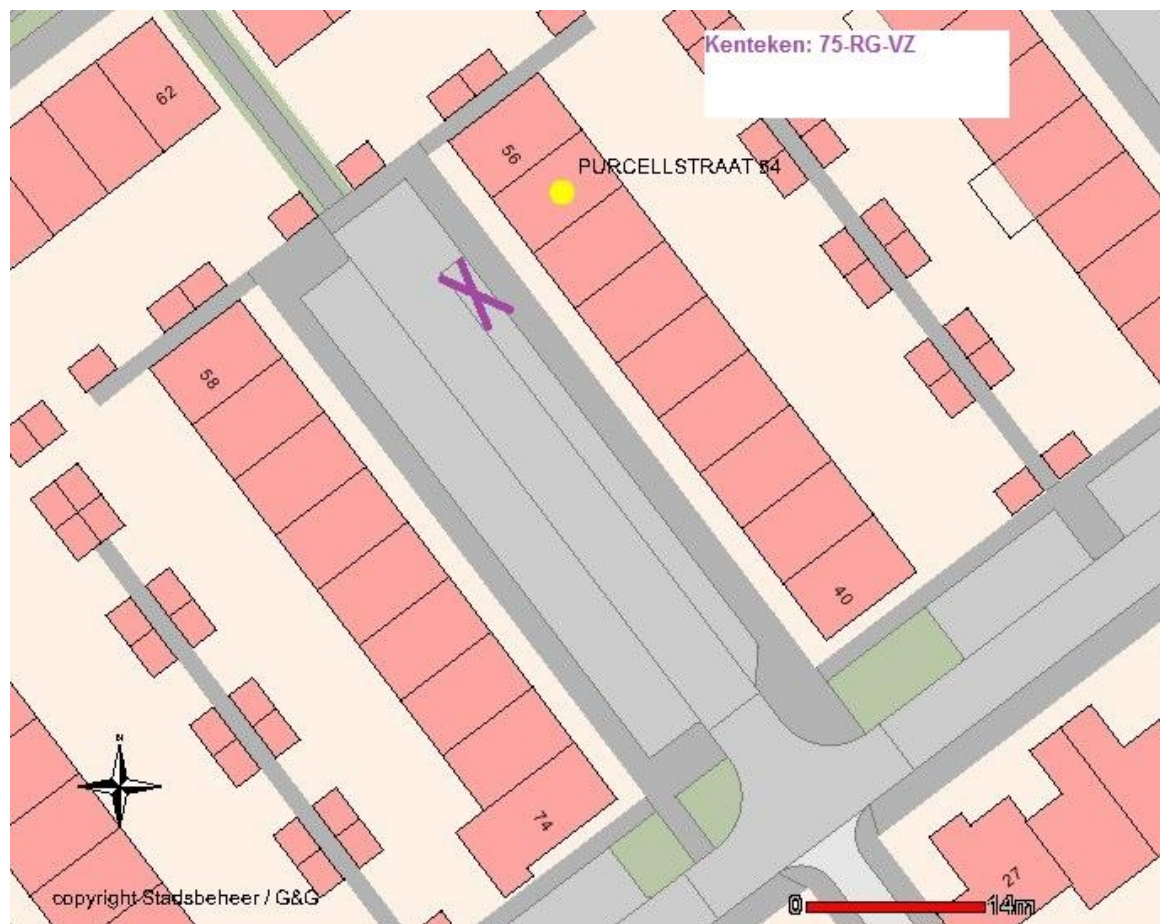 Kenteken: 75-RG-VZ
62
56
PURCELLSTRAAT 54
58
40
74
27
N
copyright Stadsbeheer / G&G
0 14m